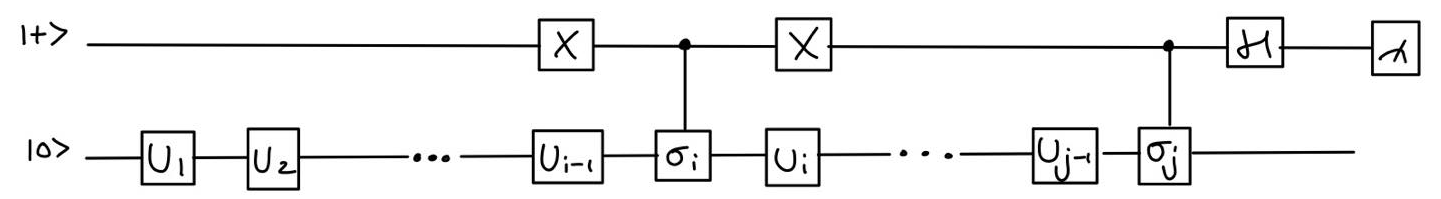 |+> X X H
|0> U₁ U₂ ... Uᵢ₋₁ σᵢ Uᵢ ... Uⱼ₋₁ σⱼ